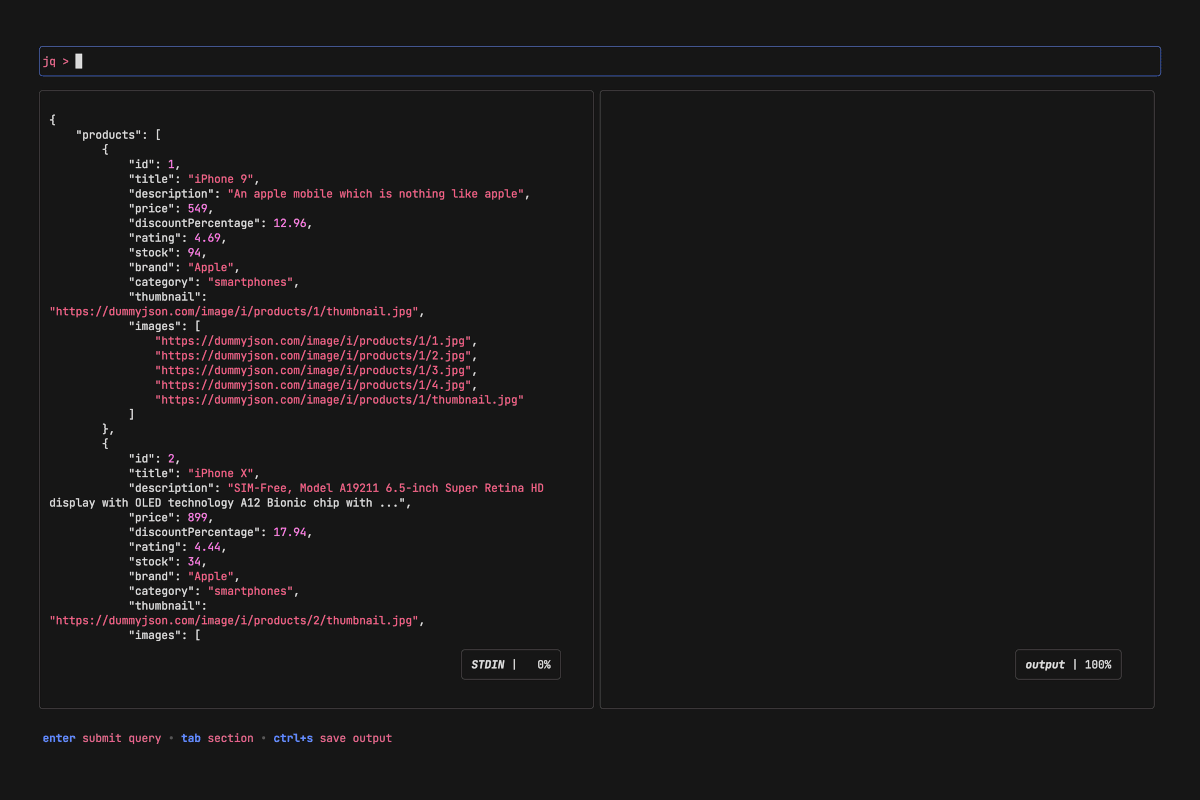 jq >
{
    "products": [
        {
            "id": 1,
            "title": "iPhone 9",
            "description": "An apple mobile which is nothing like apple",
            "price": 549,
            "discountPercentage": 12.96,
            "rating": 4.69,
            "stock": 94,
            "brand": "Apple",
            "category": "smartphones",
            "thumbnail":
"https://dummyjson.com/image/i/products/1/thumbnail.jpg",
            "images": [
                "https://dummyjson.com/image/i/products/1/1.jpg",
                "https://dummyjson.com/image/i/products/1/2.jpg",
                "https://dummyjson.com/image/i/products/1/3.jpg",
                "https://dummyjson.com/image/i/products/1/4.jpg",
                "https://dummyjson.com/image/i/products/1/thumbnail.jpg"
            ]
        },
        {
            "id": 2,
            "title": "iPhone X",
            "description": "SIM-Free, Model A19211 6.5-inch Super Retina HD
display with OLED technology A12 Bionic chip with ...",
            "price": 899,
            "discountPercentage": 17.94,
            "rating": 4.44,
            "stock": 34,
            "brand": "Apple",
            "category": "smartphones",
            "thumbnail":
"https://dummyjson.com/image/i/products/2/thumbnail.jpg",
            "images": [
STDIN |   0%
output | 100%
enter submit query • tab section • ctrl+s save output